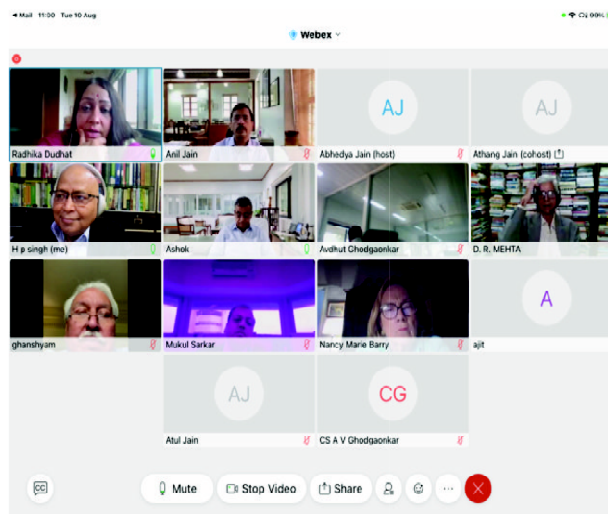 Mail 11:00 Tue 10 Aug
99%
Webex
AJ
AJ
Radhika Dudhat
Anil Jain
Abhedya Jain (host)
Athang Jain (cohost)
H p singh (me)
Ashok
Avdhut Ghodgaonkar
D. R. MEHTA
A
ghanshyam
Mukul Sarkar
Nancy Marie Barry
ajit
AJ
CG
Atul Jain
CS A V Ghodgaonkar
CC
Mute
Stop Video
Share